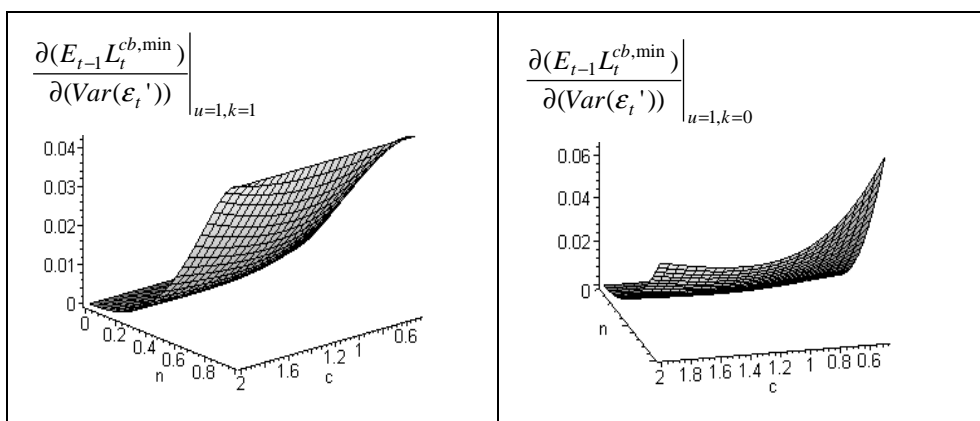 ∂(E_{t−1}L_t^{cb,min})
∂(Var(ε_t'))
u=1,k=1
0.04
0.03
0.02
0.01
0
0
0.2
0.4
0.6
0.8
n
2
1.6
1.2
1
0.6
c
∂(E_{t−1}L_t^{cb,min})
∂(Var(ε_t'))
u=1,k=0
0.06
0.04
0.02
0
n
2
1.8
1.6
1.4
1.2
1
0.8
0.6
c